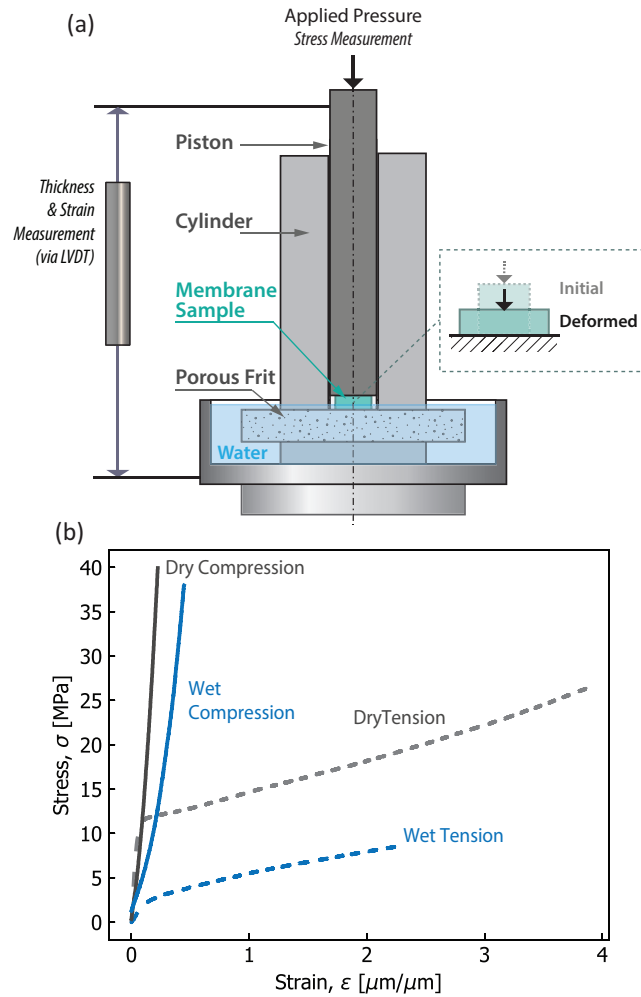 (a)
Applied Pressure
Stress Measurement
Piston
Thickness
& Strain
Measurement
(via LVDT)
Cylinder
Membrane
Sample
Initial
Deformed
Porous Frit
Water
(b)
40
35
30
25
20
15
10
5
0
Stress, σ [MPa]
Dry Compression
Wet
Compression
DryTension
Wet Tension
0
1
2
3
4
Strain, ε [μm/μm]